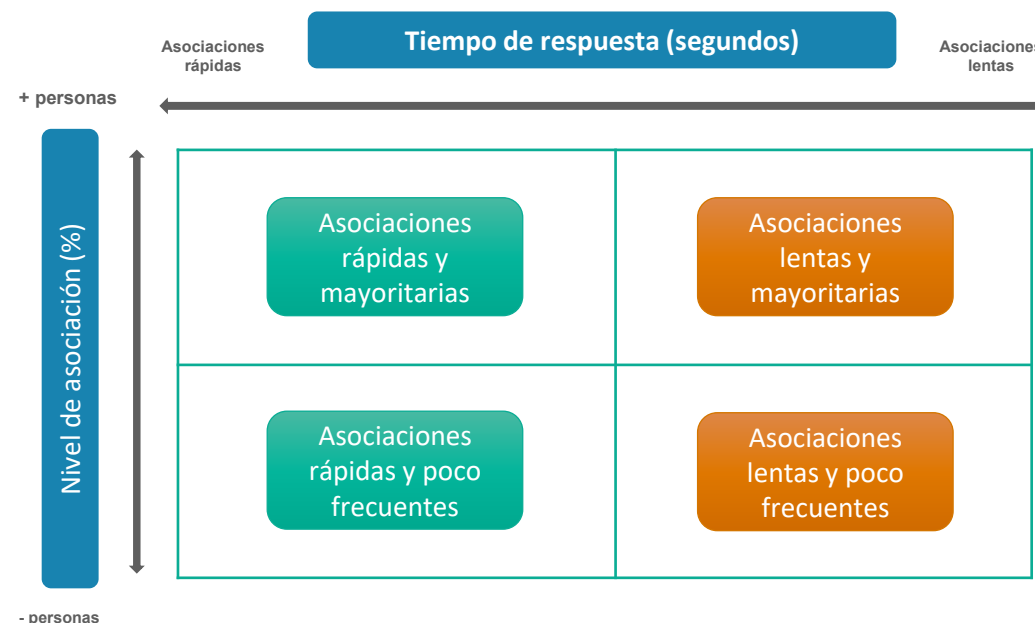 Tiempo de respuesta (segundos)
Asociaciones
rápidas
Asociaciones
lentas
+ personas
Nivel de asociación (%)
Asociaciones
rápidas y
mayoritarias
Asociaciones
lentas y
mayoritarias
Asociaciones
rápidas y poco
frecuentes
Asociaciones
lentas y poco
frecuentes
- personas